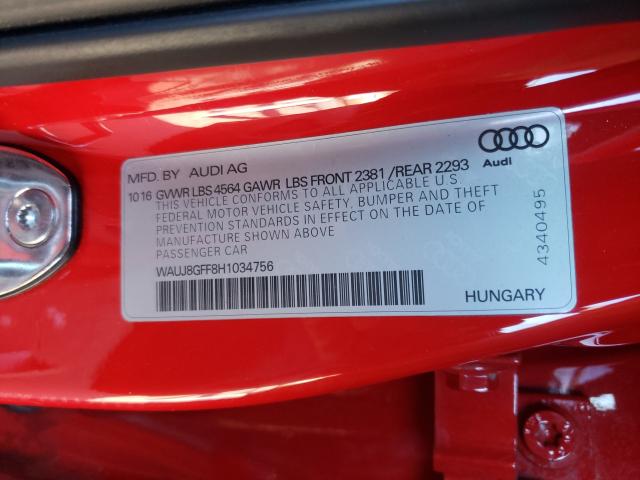 MFD. BY AUDI AG
10 16 GVWR LBS 4564 GAWR LBS FRONT 2381 /REAR 2293
THIS VEHICLE CONFORMS TO ALL APPLICABLE U.S.
FEDERAL MOTOR VEHICLE SAFETY, BUMPER AND THEFT
PREVENTION STANDARDS IN EFFECT ON THE DATE OF
MANUFACTURE SHOWN ABOVE
PASSENGER CAR
WAUJ8GFF8H1034756
Audi
4340495
HUNGARY